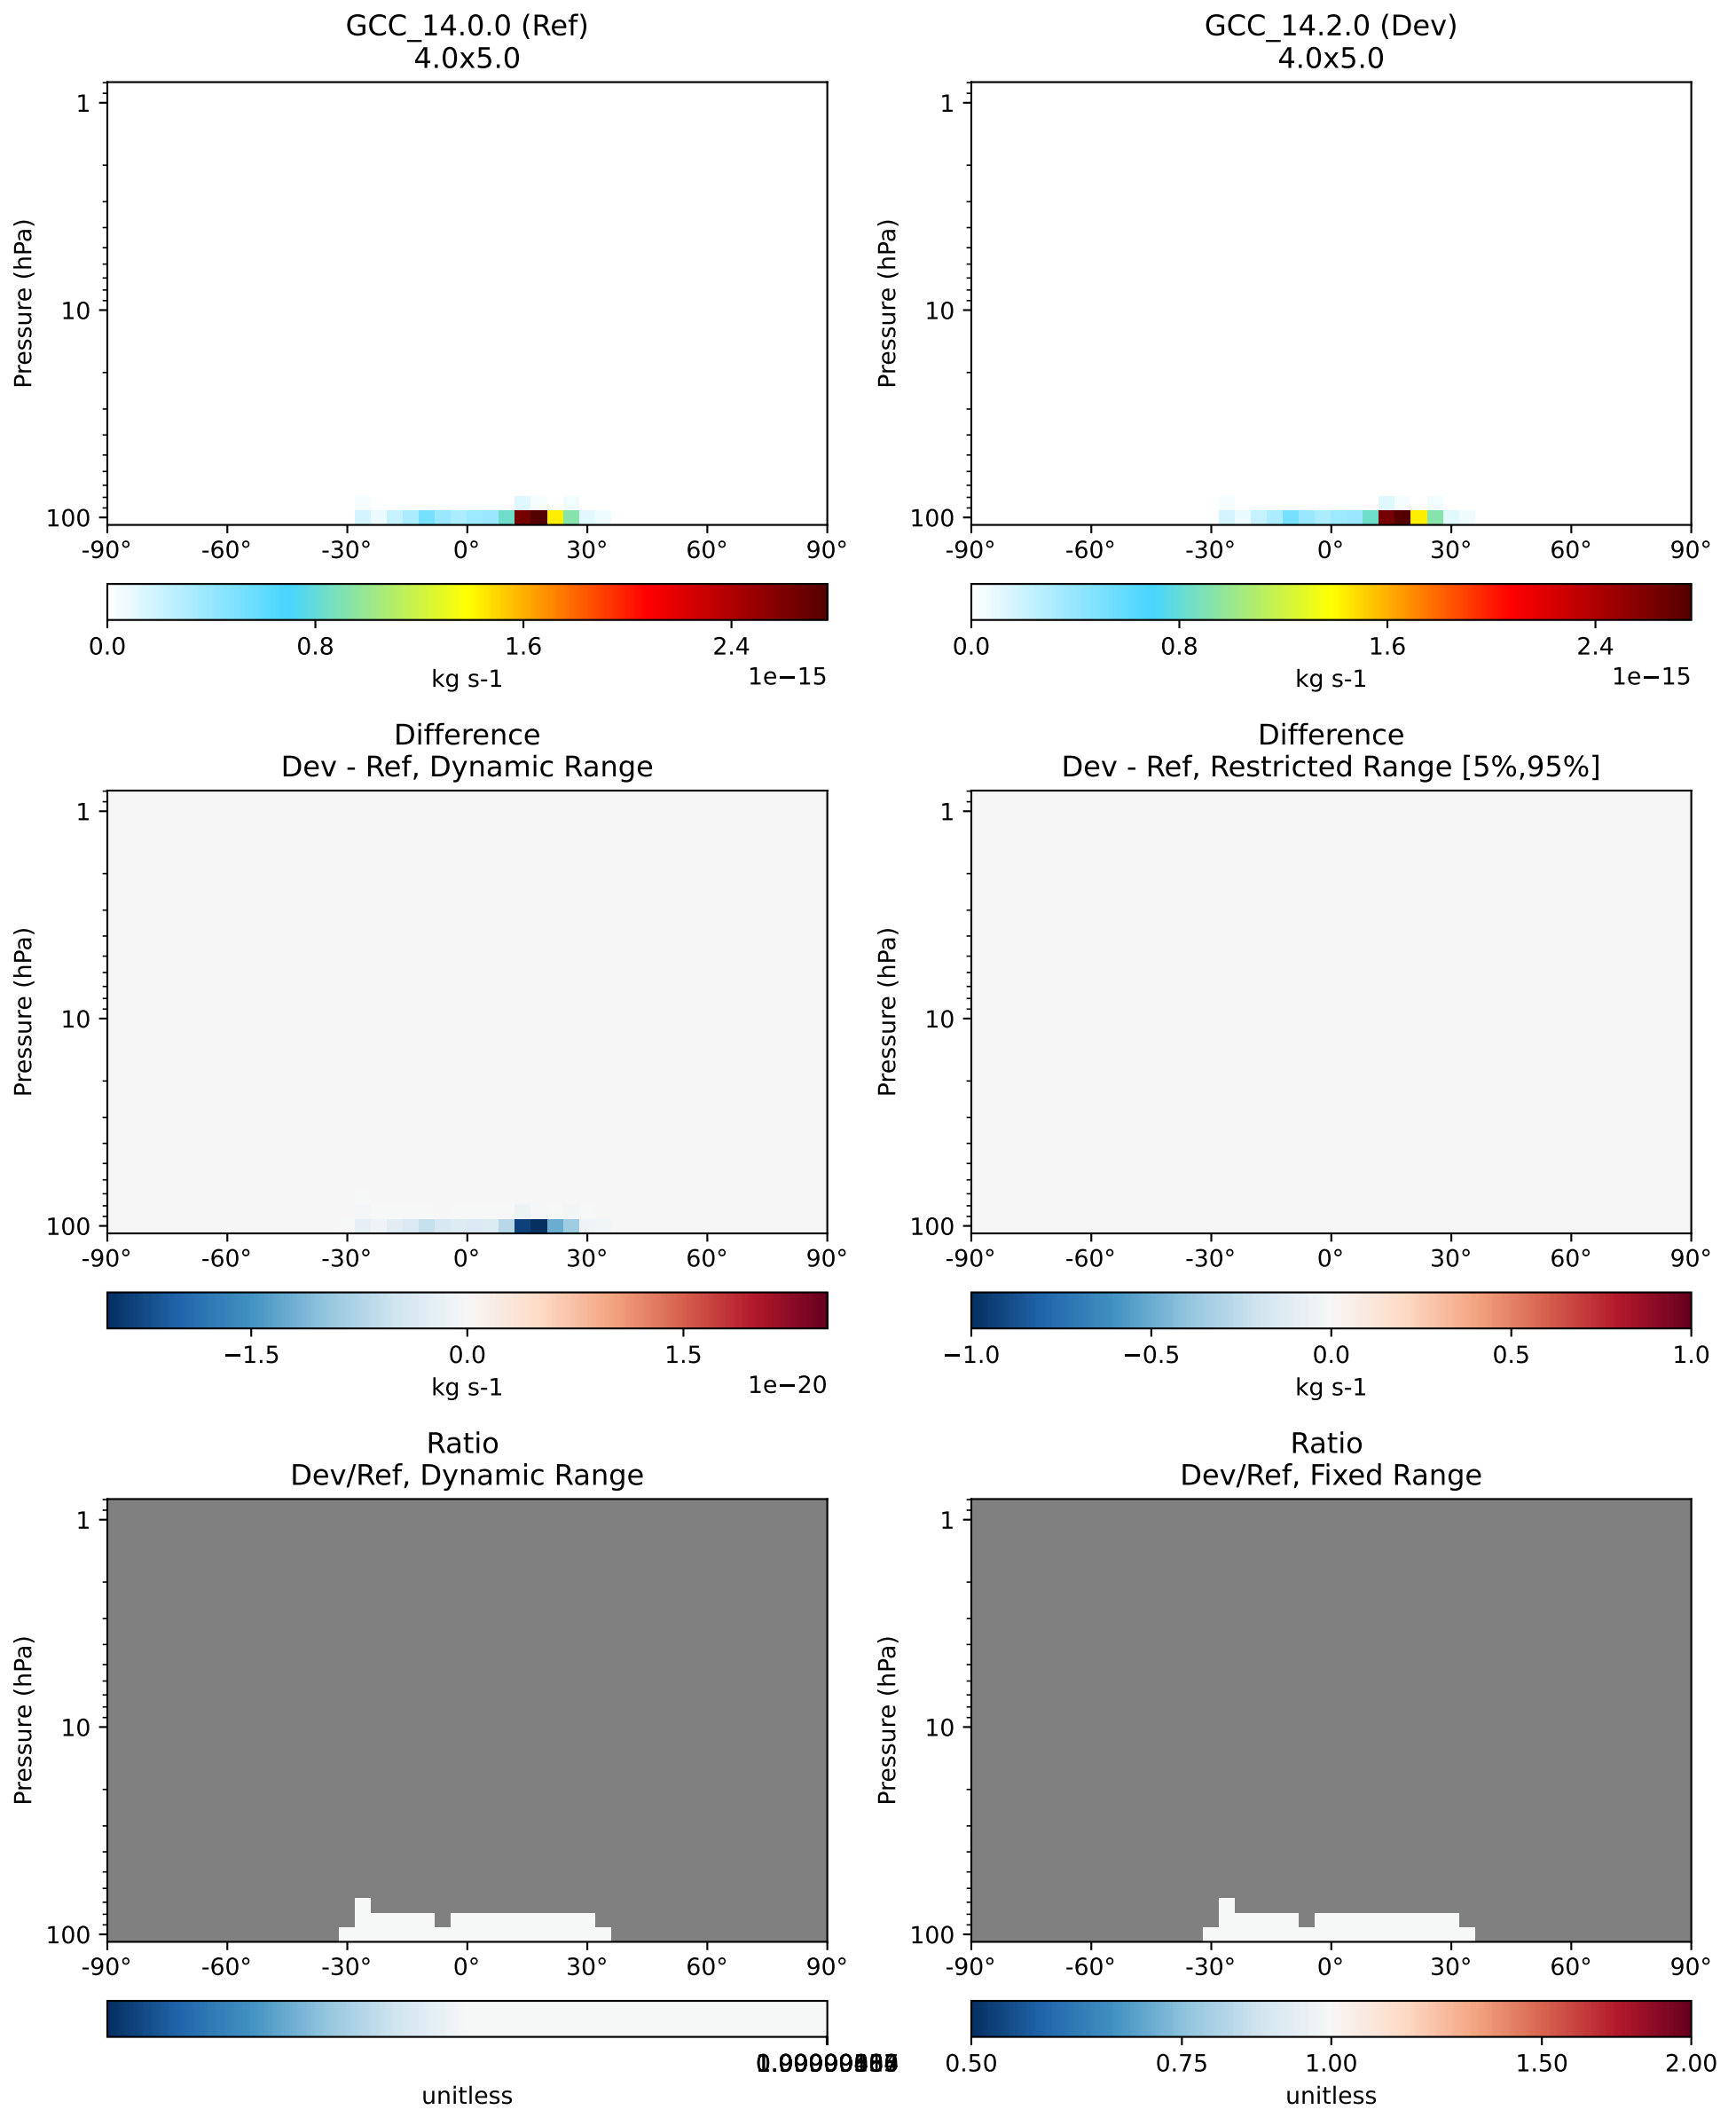 GCC_14.0.0 (Ref)
4.0x5.0
GCC_14.2.0 (Dev)
4.0x5.0
Pressure (hPa)
1
10
100
-90° -60° -30° 0° 30° 60° 90°
0.0 0.8 1.6 2.4
kg s-1
1e−15
Pressure (hPa)
1
10
100
-90° -60° -30° 0° 30° 60° 90°
0.0 0.8 1.6 2.4
kg s-1
1e−15
Difference
Dev - Ref, Dynamic Range
Pressure (hPa)
1
10
100
-90° -60° -30° 0° 30° 60° 90°
−1.5 0.0 1.5
kg s-1
1e−20
Difference
Dev - Ref, Restricted Range [5%,95%]
Pressure (hPa)
1
10
100
-90° -60° -30° 0° 30° 60° 90°
−1.0 −0.5 0.0 0.5 1.0
kg s-1
Ratio
Dev/Ref, Dynamic Range
Pressure (hPa)
1
10
100
-90° -60° -30° 0° 30° 60° 90°
unitless
Ratio
Dev/Ref, Fixed Range
Pressure (hPa)
1
10
100
-90° -60° -30° 0° 30° 60° 90°
0.50 0.75 1.00 1.50 2.00
unitless